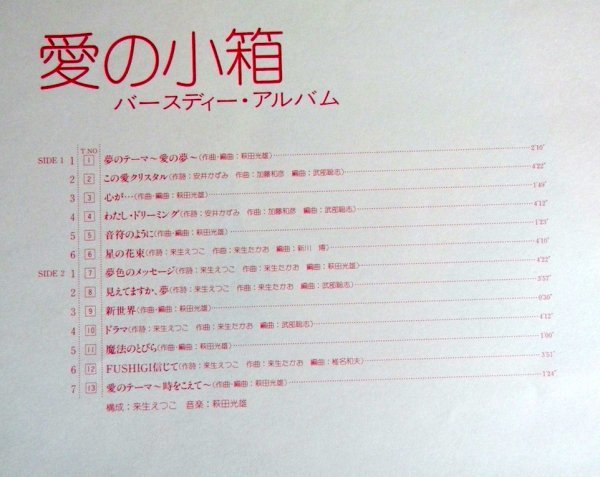 愛の小箱
バースディー・アルバム
T.NO
SIDE 1 1 1 夢のテーマ〜愛の夢〜(作曲・編曲:萩田光雄) 2'16"
2 2 この愛クリスタル(作詩:安井かずみ 作曲:加藤和彦 編曲:武部聡志) 4'22"
3 3 心が…(作曲・編曲:萩田光雄) 1'49"
4 4 わたし・ドリーミング(作詩:安井かずみ 作曲:加藤和彦 編曲:武部聡志) 4'12"
5 5 音符のように(作曲・編曲:萩田光雄) 1'23"
6 6 星の花束(作詩:来生えつこ 作曲:来生たかお 編曲:新川 博) 4'10"
SIDE 2 1 7 夢色のメッセージ(作詩:来生えつこ 作曲:来生たかお 編曲:萩田光雄) 4'22"
2 8 見えてますか、夢(作詩:来生えつこ 作曲:来生たかお 編曲:武部聡志) 3'57"
3 9 新世界(作曲・編曲:萩田光雄) 0'36"
4 10 ドラマ(作詩:来生えつこ 作曲:来生たかお 編曲:武部聡志) 4'12"
5 11 魔法のとびら(作曲・編曲:萩田光雄) 1'00"
6 12 FUSHIGI信じて(作詩:来生えつこ 作曲:来生たかお 編曲:椎名和夫) 3'51"
7 13 愛のテーマ〜時をこえて〜(作曲・編曲:萩田光雄) 1'24"
構成:来生えつこ 音楽:萩田光雄